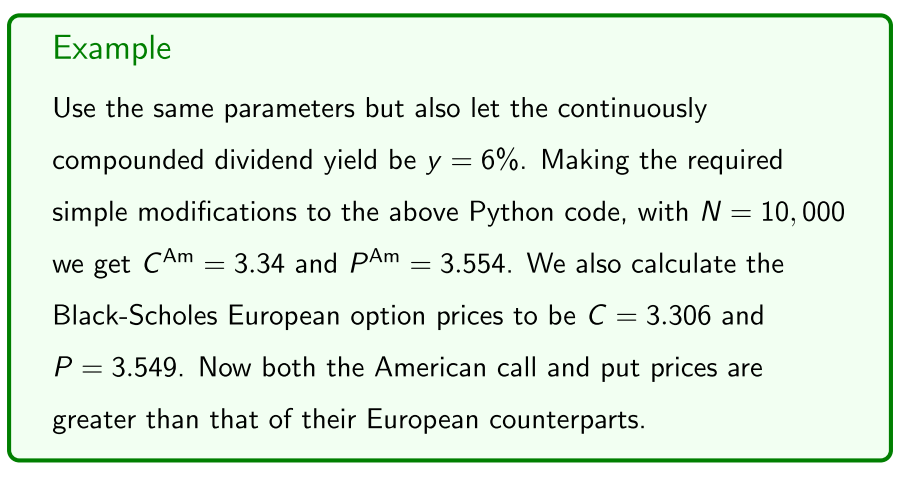 Example
Use the same parameters but also let the continuously
compounded dividend yield be y = 6%. Making the required
simple modifications to the above Python code, with N = 10,000
we get C^Am = 3.34 and P^Am = 3.554. We also calculate the
Black-Scholes European option prices to be C = 3.306 and
P = 3.549. Now both the American call and put prices are
greater than that of their European counterparts.